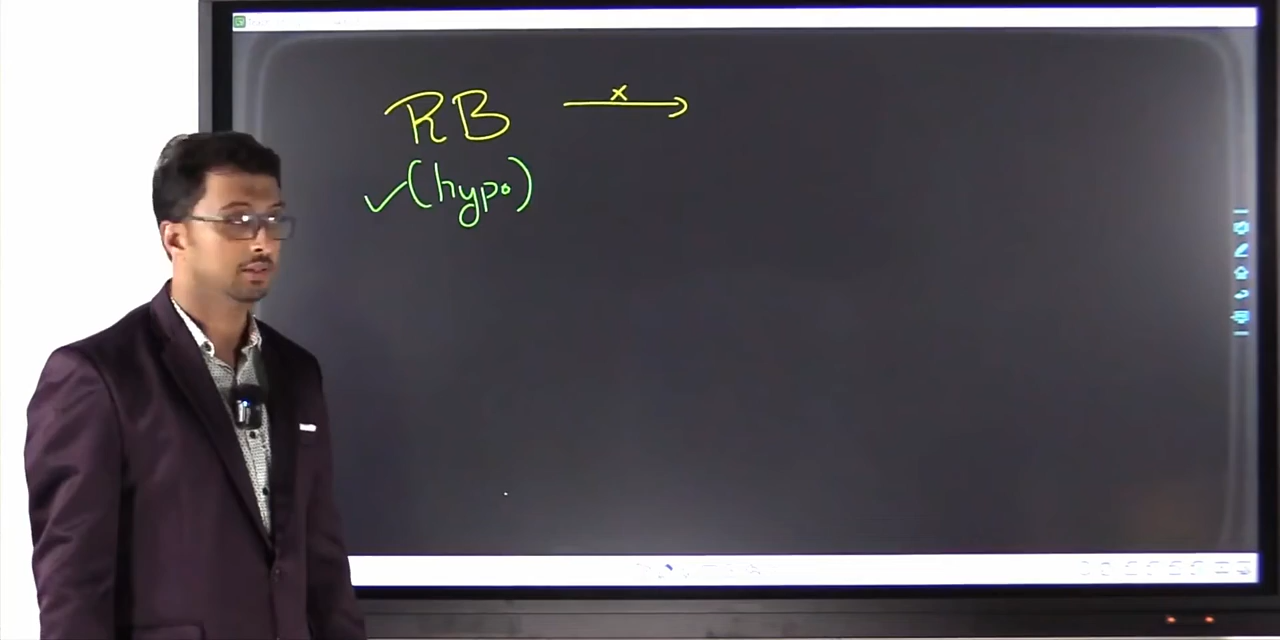 RB x →
✓(hypo)